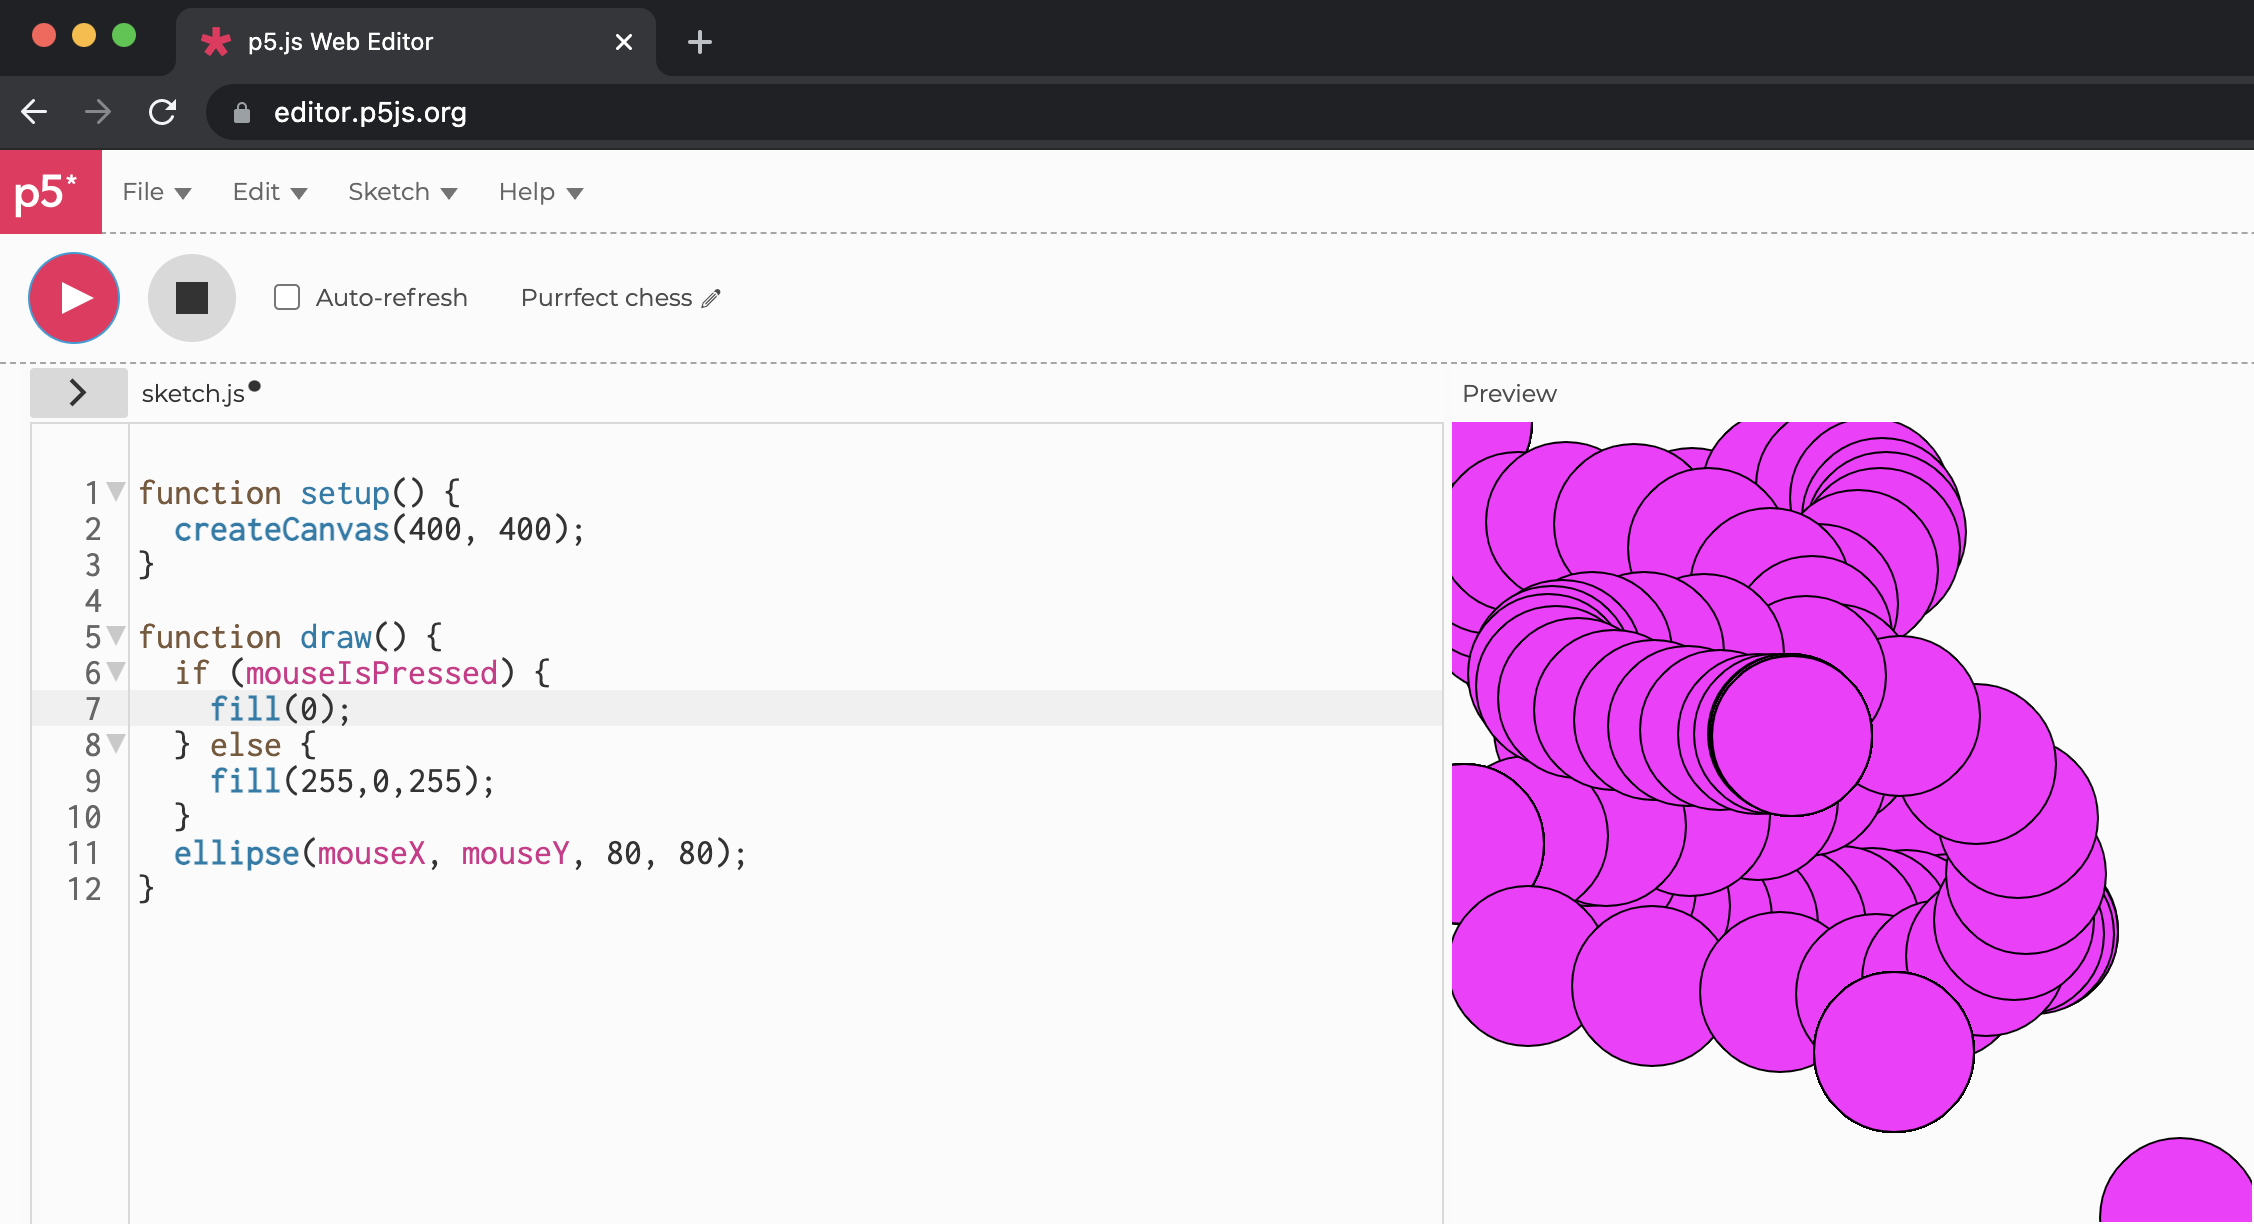 p5.js Web Editor
editor.p5js.org
p5* File Edit Sketch Help
Auto-refresh Purrfect chess
sketch.js Preview
1 function setup() {
2   createCanvas(400, 400);
3 }
4
5 function draw() {
6   if (mouseIsPressed) {
7     fill(0);
8   } else {
9     fill(255,0,255);
10   }
11   ellipse(mouseX, mouseY, 80, 80);
12 }